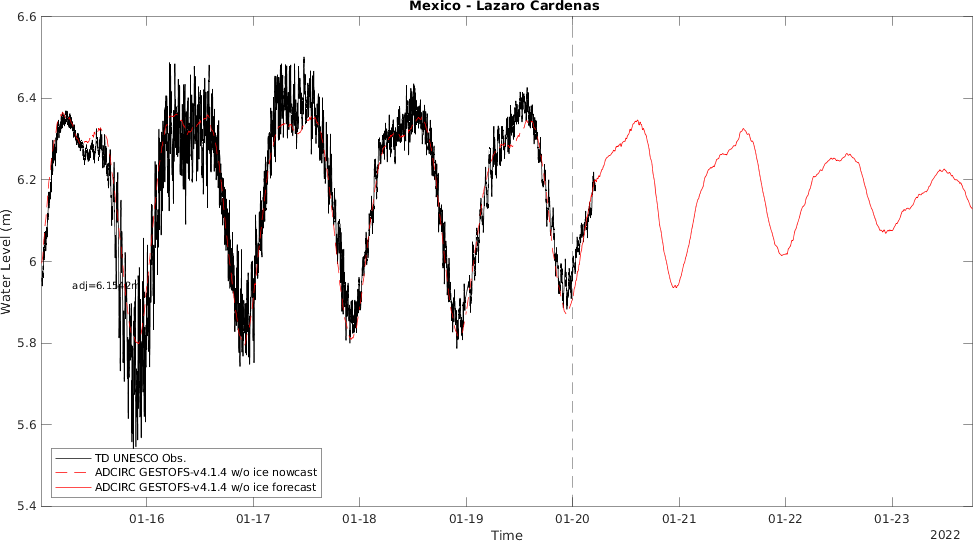 Mexico - Lazaro Cardenas
6.6
6.4
6.2
6
5.8
5.6
5.4
Water Level (m)
adj=6.1542m
TD UNESCO Obs.
ADCIRC GESTOFS-v4.1.4 w/o ice nowcast
ADCIRC GESTOFS-v4.1.4 w/o ice forecast
01-16
01-17
01-18
01-19
01-20
01-21
01-22
01-23
Time
2022